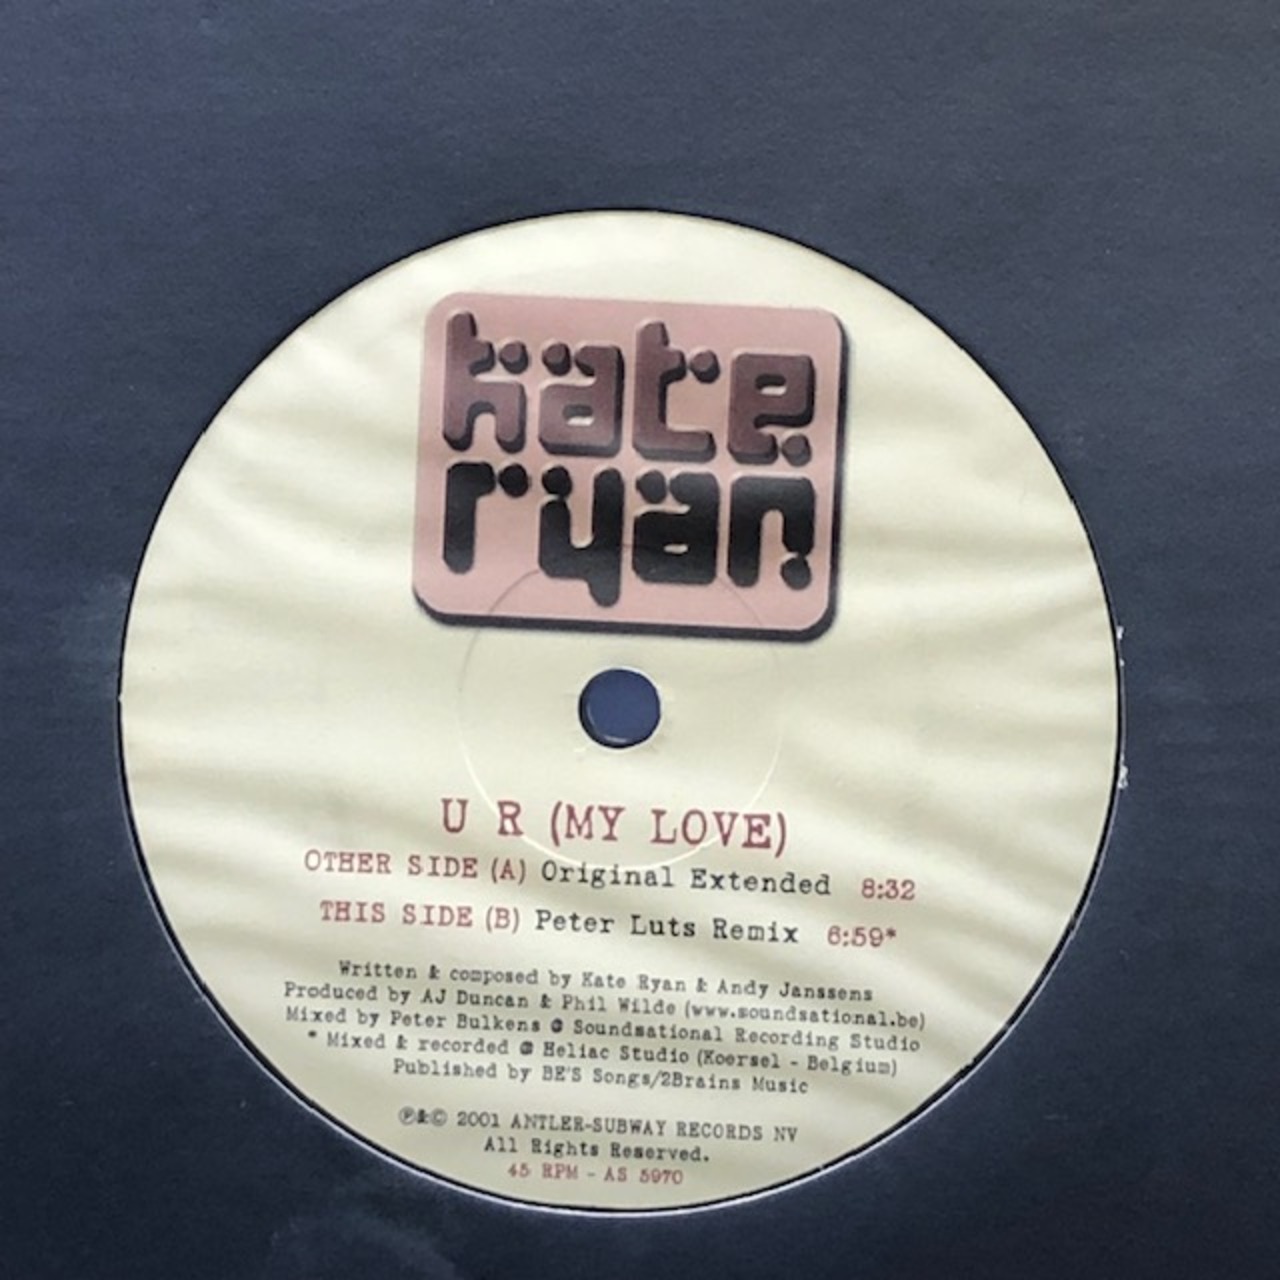 kate
ryan
U R (MY LOVE)
OTHER SIDE (A) Original Extended 8:32
THIS SIDE (B) Peter Luts Remix 6:59*
Written & composed by Kate Ryan & Andy Janssens
Produced by AJ Duncan & Phil Wilde (www.soundsational.be)
Mixed by Peter Bulkens @ Soundsational Recording Studio
* Mixed & recorded @ Heliac Studio (Koersel - Belgium)
Published by BE'S Songs/2Brains Music
℗&© 2001 ANTLER-SUBWAY RECORDS NV
All Rights Reserved.
45 RPM - AS 5970